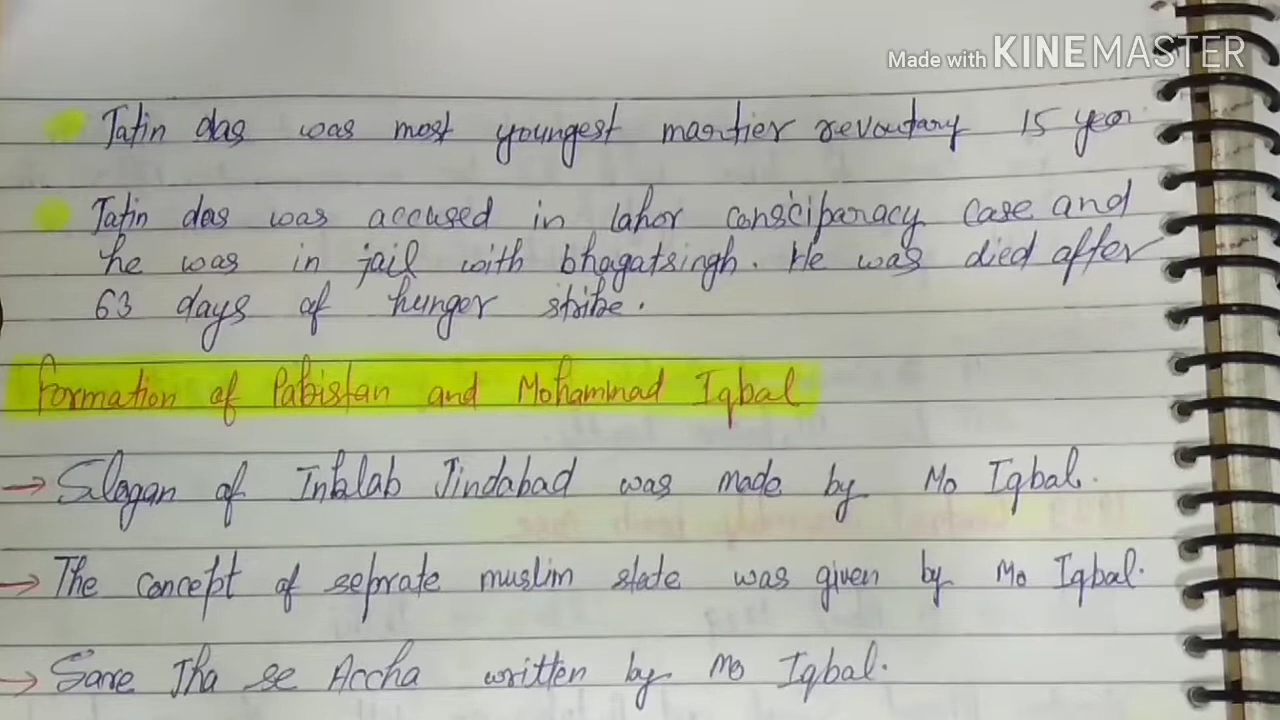 Made with KINEMASTER
Jatin das was most youngest martier revoutary 15 year
Jatin das was accused in lahor consciparacy case and
he was in jail with bhagatsingh. He was died after
63 days of hunger strike.
Formation of Pakistan and Mohammad Iqbal
→ Slogan of Inklab Jindabad was made by Mo Iqbal.
→ The concept of seprate muslim state was given by Mo Iqbal.
→ Sare Jha se Accha written by Mo Iqbal.